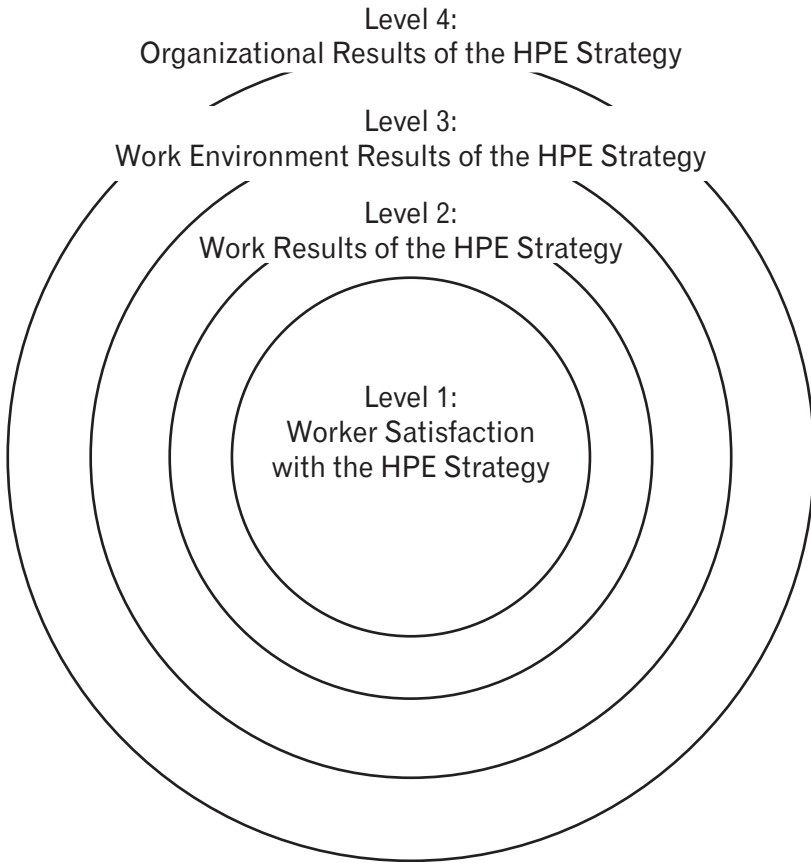 Level 4:
Organizational Results of the HPE Strategy
Level 3:
Work Environment Results of the HPE Strategy
Level 2:
Work Results of the HPE Strategy
Level 1:
Worker Satisfaction
with the HPE Strategy